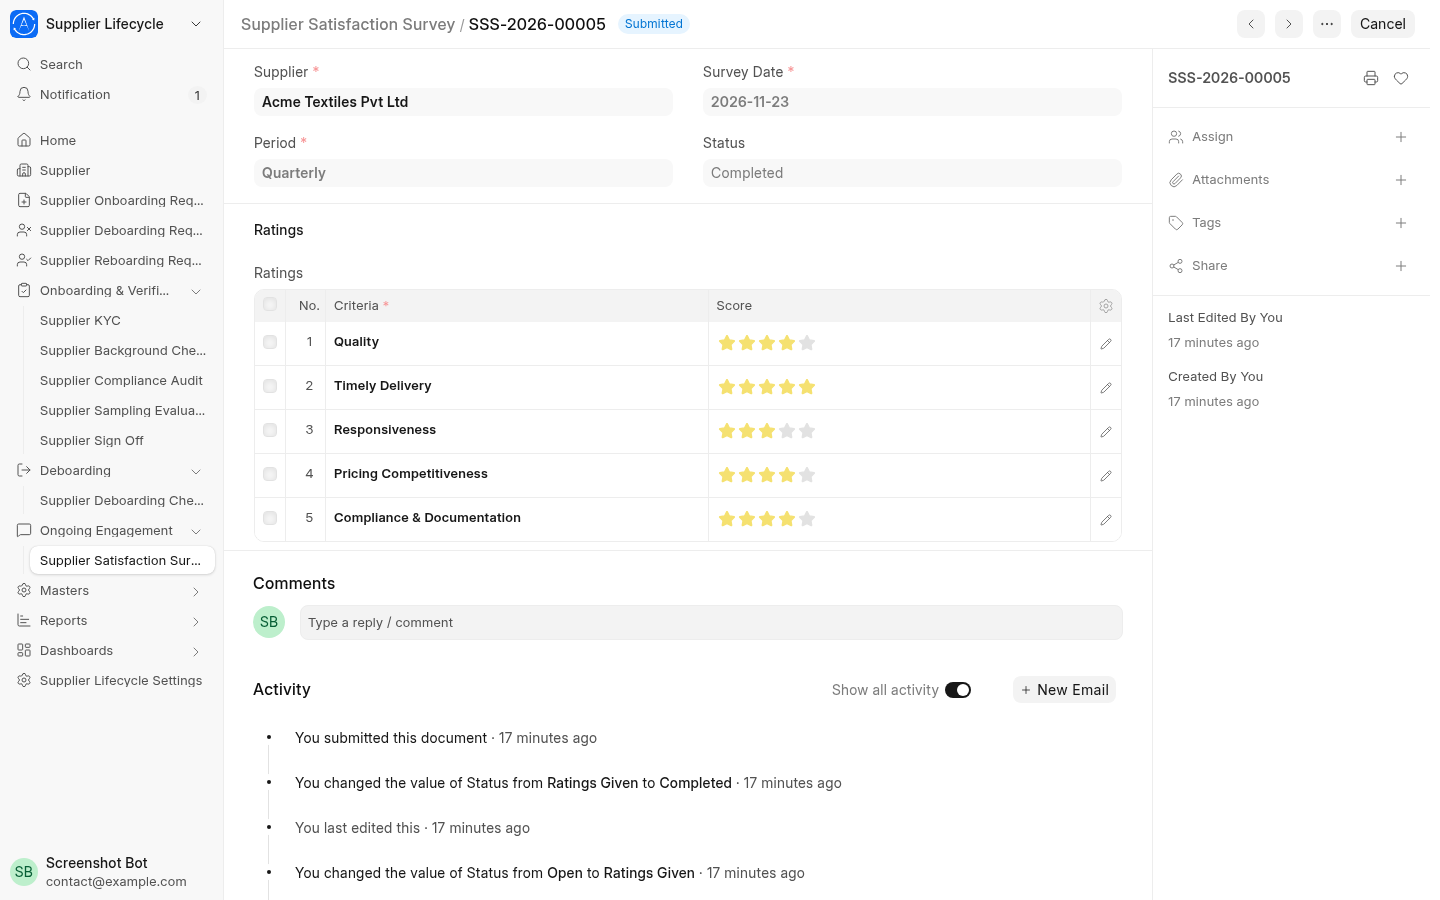 Supplier Lifecycle
Search
Notification 1
Home
Supplier
Supplier Onboarding Req...
Supplier Deboarding Req...
Supplier Reboarding Req...
Onboarding & Verifi...
Supplier KYC
Supplier Background Che...
Supplier Compliance Audit
Supplier Sampling Evalua...
Supplier Sign Off
Deboarding
Supplier Deboarding Che...
Ongoing Engagement
Supplier Satisfaction Sur...
Masters
Reports
Dashboards
Supplier Lifecycle Settings
SB
Screenshot Bot
contact@example.com
Supplier Satisfaction Survey / SSS-2026-00005 Submitted
Cancel
Supplier *
Acme Textiles Pvt Ltd
Survey Date *
2026-11-23
Period *
Quarterly
Status
Completed
Ratings
Ratings
No. Criteria * Score
1 Quality
2 Timely Delivery
3 Responsiveness
4 Pricing Competitiveness
5 Compliance & Documentation
Comments
SB
Type a reply / comment
Activity
Show all activity
+ New Email
You submitted this document · 17 minutes ago
You changed the value of Status from Ratings Given to Completed · 17 minutes ago
You last edited this · 17 minutes ago
You changed the value of Status from Open to Ratings Given · 17 minutes ago
SSS-2026-00005
Assign
Attachments
Tags
Share
Last Edited By You
17 minutes ago
Created By You
17 minutes ago